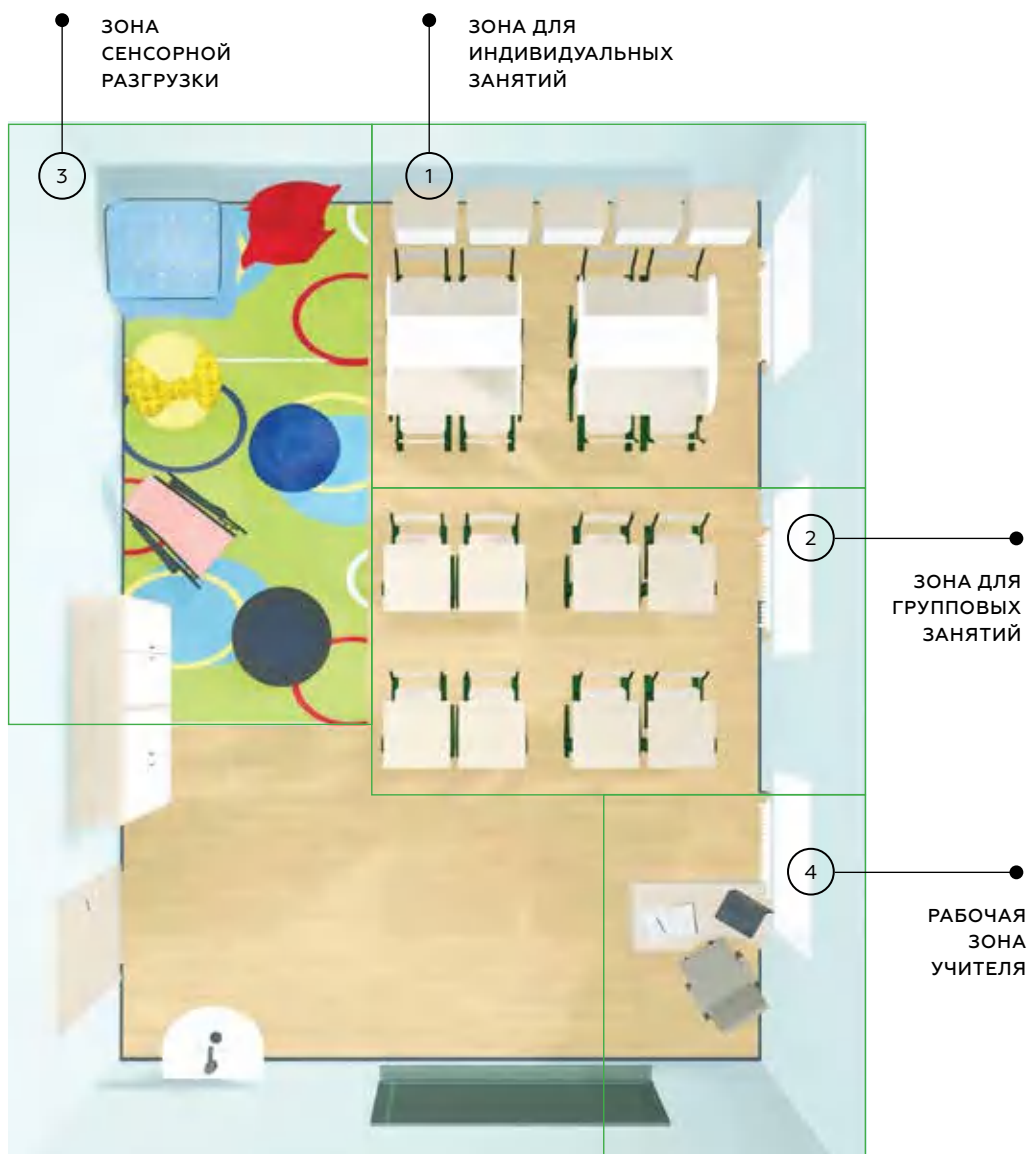 ЗОНА
СЕНСОРНОЙ
РАЗГРУЗКИ
ЗОНА ДЛЯ
ИНДИВИДУАЛЬНЫХ
ЗАНЯТИЙ
3
1
2
ЗОНА ДЛЯ
ГРУППОВЫХ
ЗАНЯТИЙ
4
РАБОЧАЯ
ЗОНА
УЧИТЕЛЯ